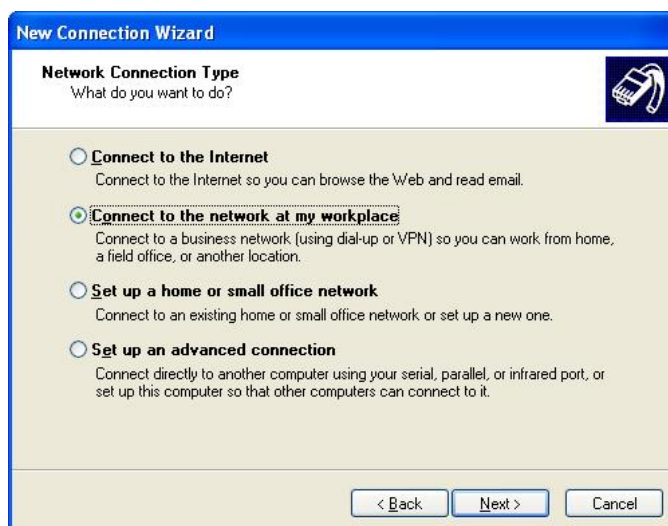 New Connection Wizard
Network Connection Type
What do you want to do?
Connect to the Internet
Connect to the Internet so you can browse the Web and read email.
Connect to the network at my workplace
Connect to a business network (using dial-up or VPN) so you can work from home,
a field office, or another location.
Set up a home or small office network
Connect to an existing home or small office network or set up a new one.
Set up an advanced connection
Connect directly to another computer using your serial, parallel, or infrared port, or
set up this computer so that other computers can connect to it.
< Back Next > Cancel